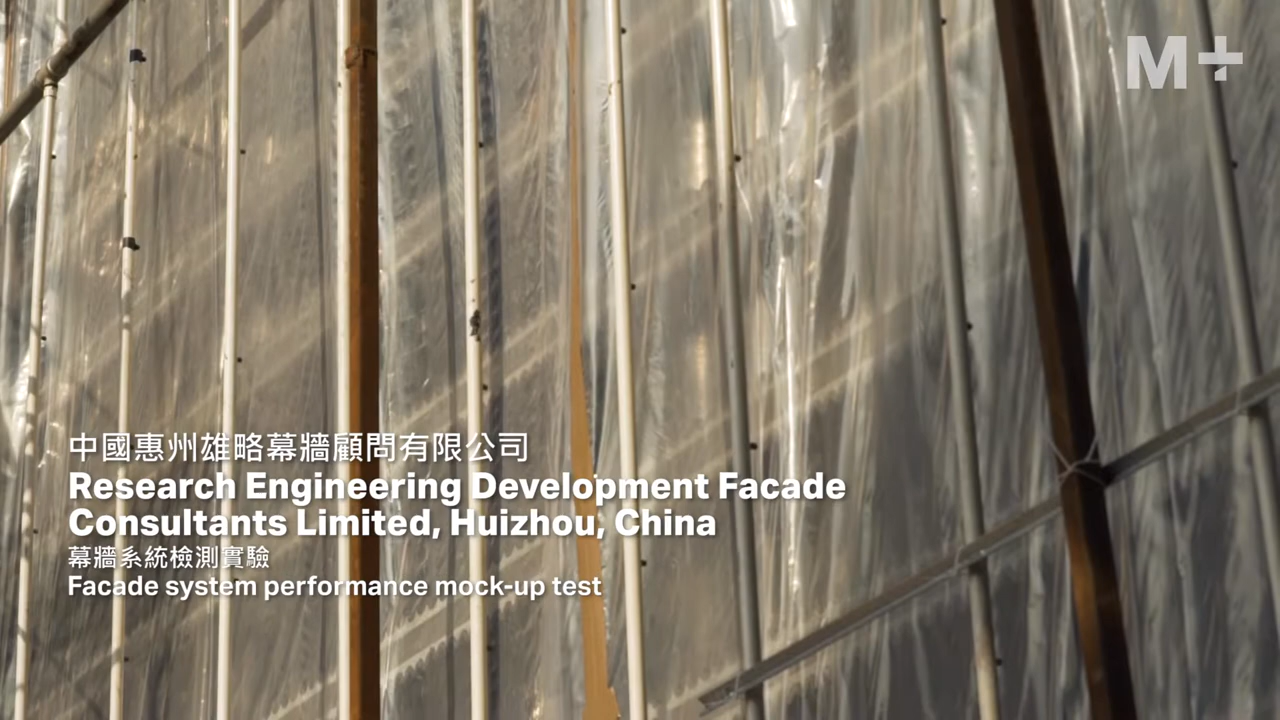 M+
中國惠州雄略幕牆顧問有限公司
Research Engineering Development Facade
Consultants Limited, Huizhou, China
幕牆系統檢測實驗
Facade system performance mock-up test